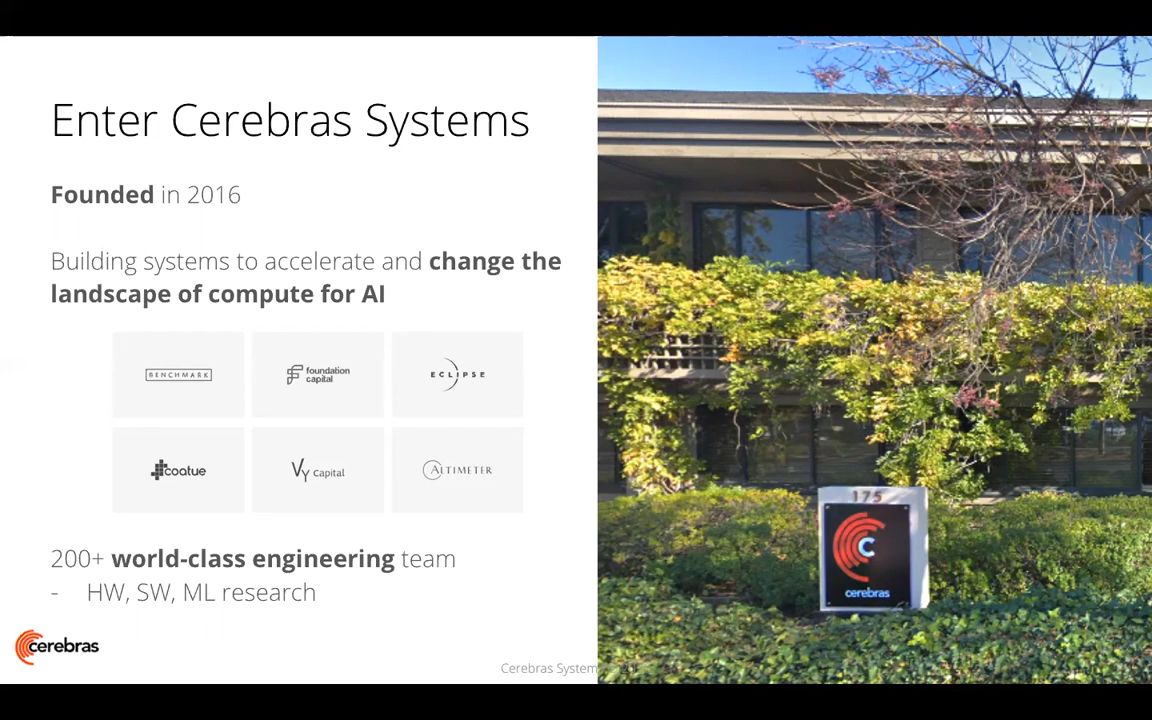 Enter Cerebras Systems
Founded in 2016
Building systems to accelerate and change the
landscape of compute for AI
BENCHMARK
foundation
capital
ECLIPSE
coatue
Vy Capital
ALTIMETER
200+ world-class engineering team
- HW, SW, ML research
cerebras
Cerebras System
175
C
cerebras